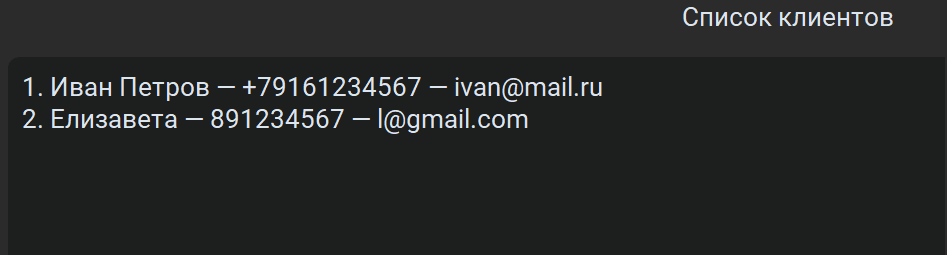 Список клиентов
1. Иван Петров — +79161234567 — ivan@mail.ru
2. Елизавета — 891234567 — l@gmail.com